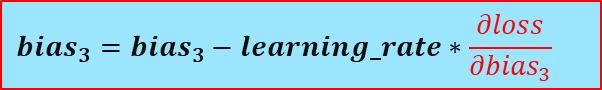 bias₃ = bias₃ − learning_rate * ∂loss/∂bias₃